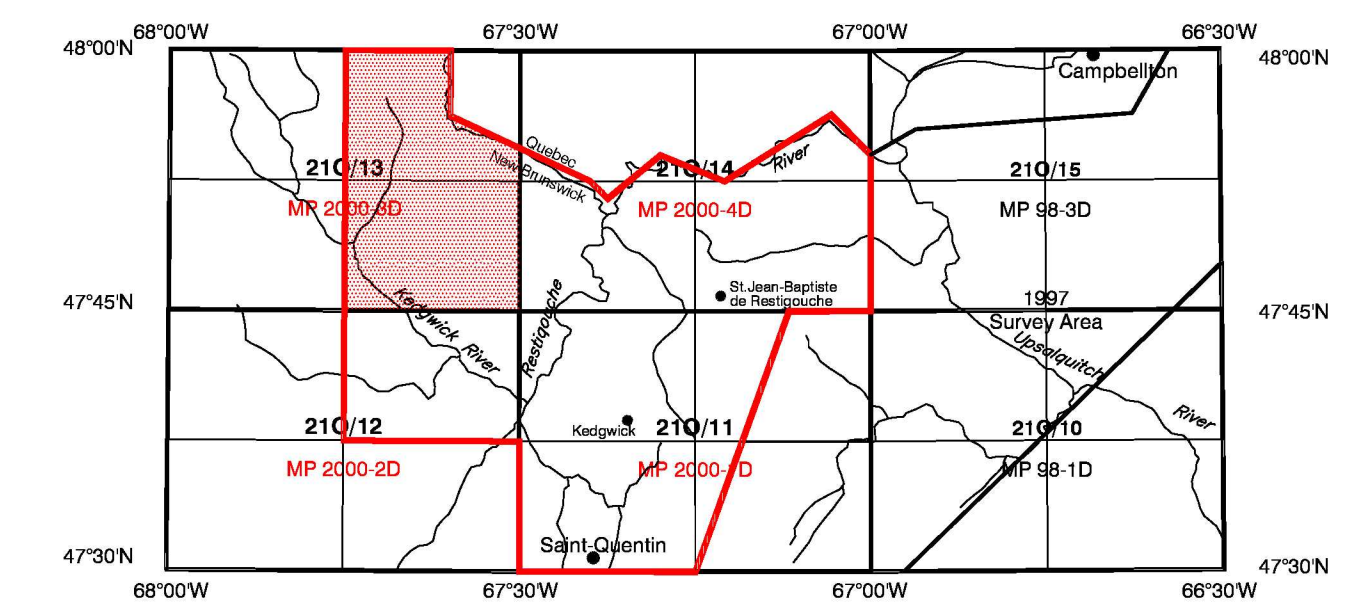 68°00'W 67°30'W 67°00'W 66°30'W
48°00'N 48°00'N
Campbellton
Quebec
New Brunswick
River
21O/13 21O/14 21O/15
MP 2000-3D MP 2000-4D MP 98-3D
St.Jean-Baptiste
de Restigouche
1997
Survey Area
47°45'N 47°45'N
Kedgwick River
Restigouche
Upsalquitch River
21O/12 Kedgwick 21O/11 21O/10
MP 2000-2D MP 2000-1D MP 98-1D
Saint-Quentin
47°30'N 47°30'N
68°00'W 67°30'W 67°00'W 66°30'W